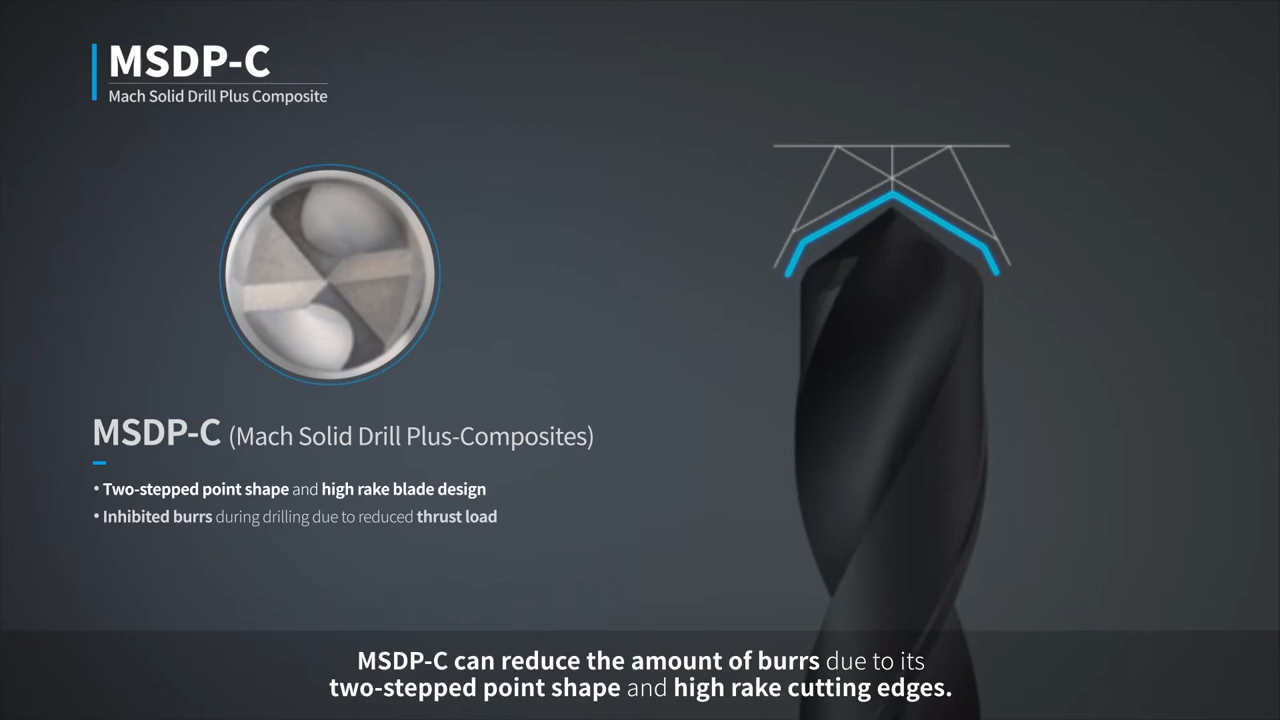 MSDP-C
Mach Solid Drill Plus Composite
MSDP-C (Mach Solid Drill Plus-Composites)
• Two-stepped point shape and high rake blade design
• Inhibited burrs during drilling due to reduced thrust load
MSDP-C can reduce the amount of burrs due to its
two-stepped point shape and high rake cutting edges.